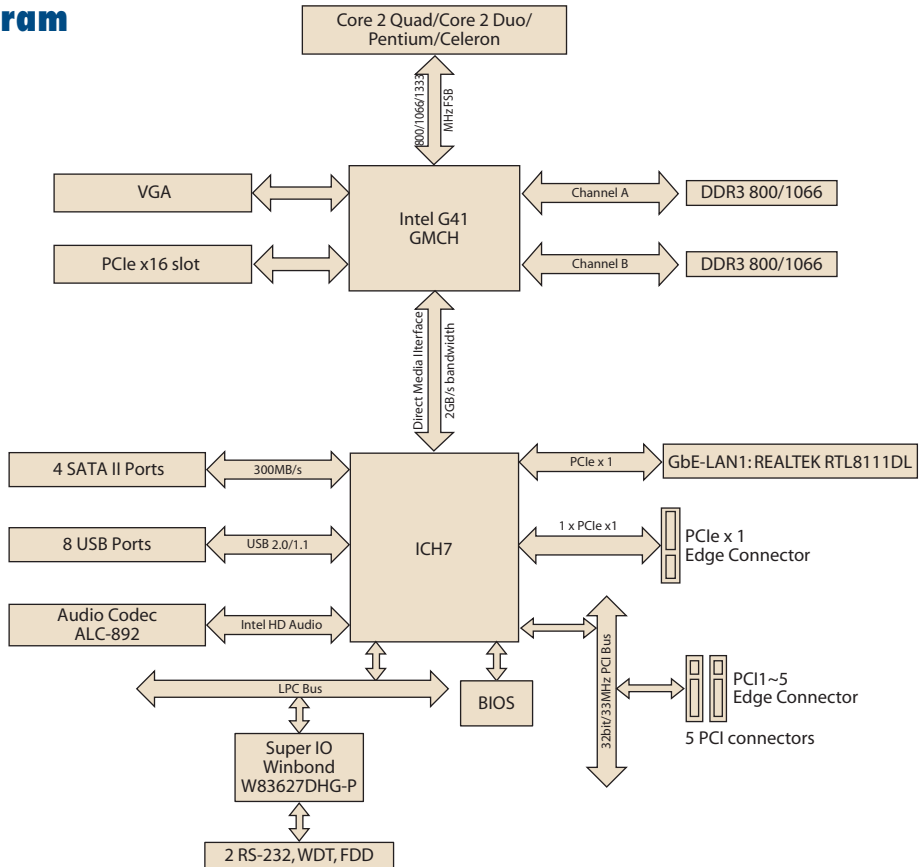 ram
Core 2 Quad/Core 2 Duo/
Pentium/Celeron
800/1066/1333
MHz FSB
VGA
Intel G41
GMCH
Channel A
DDR3 800/1066
PCIe x16 slot
Channel B
DDR3 800/1066
Direct Media IIterface
2GB/s bandwidth
4 SATA II Ports
300MB/s
ICH7
PCIe x 1
GbE-LAN1: REALTEK RTL8111DL
8 USB Ports
USB 2.0/1.1
1 x PCIe x1
PCIe x 1
Edge Connector
Audio Codec
ALC-892
Intel HD Audio
LPC Bus
BIOS
32bit/33MHz PCI Bus
PCI1~5
Edge Connector
5 PCI connectors
Super IO
Winbond
W83627DHG-P
2 RS-232, WDT, FDD